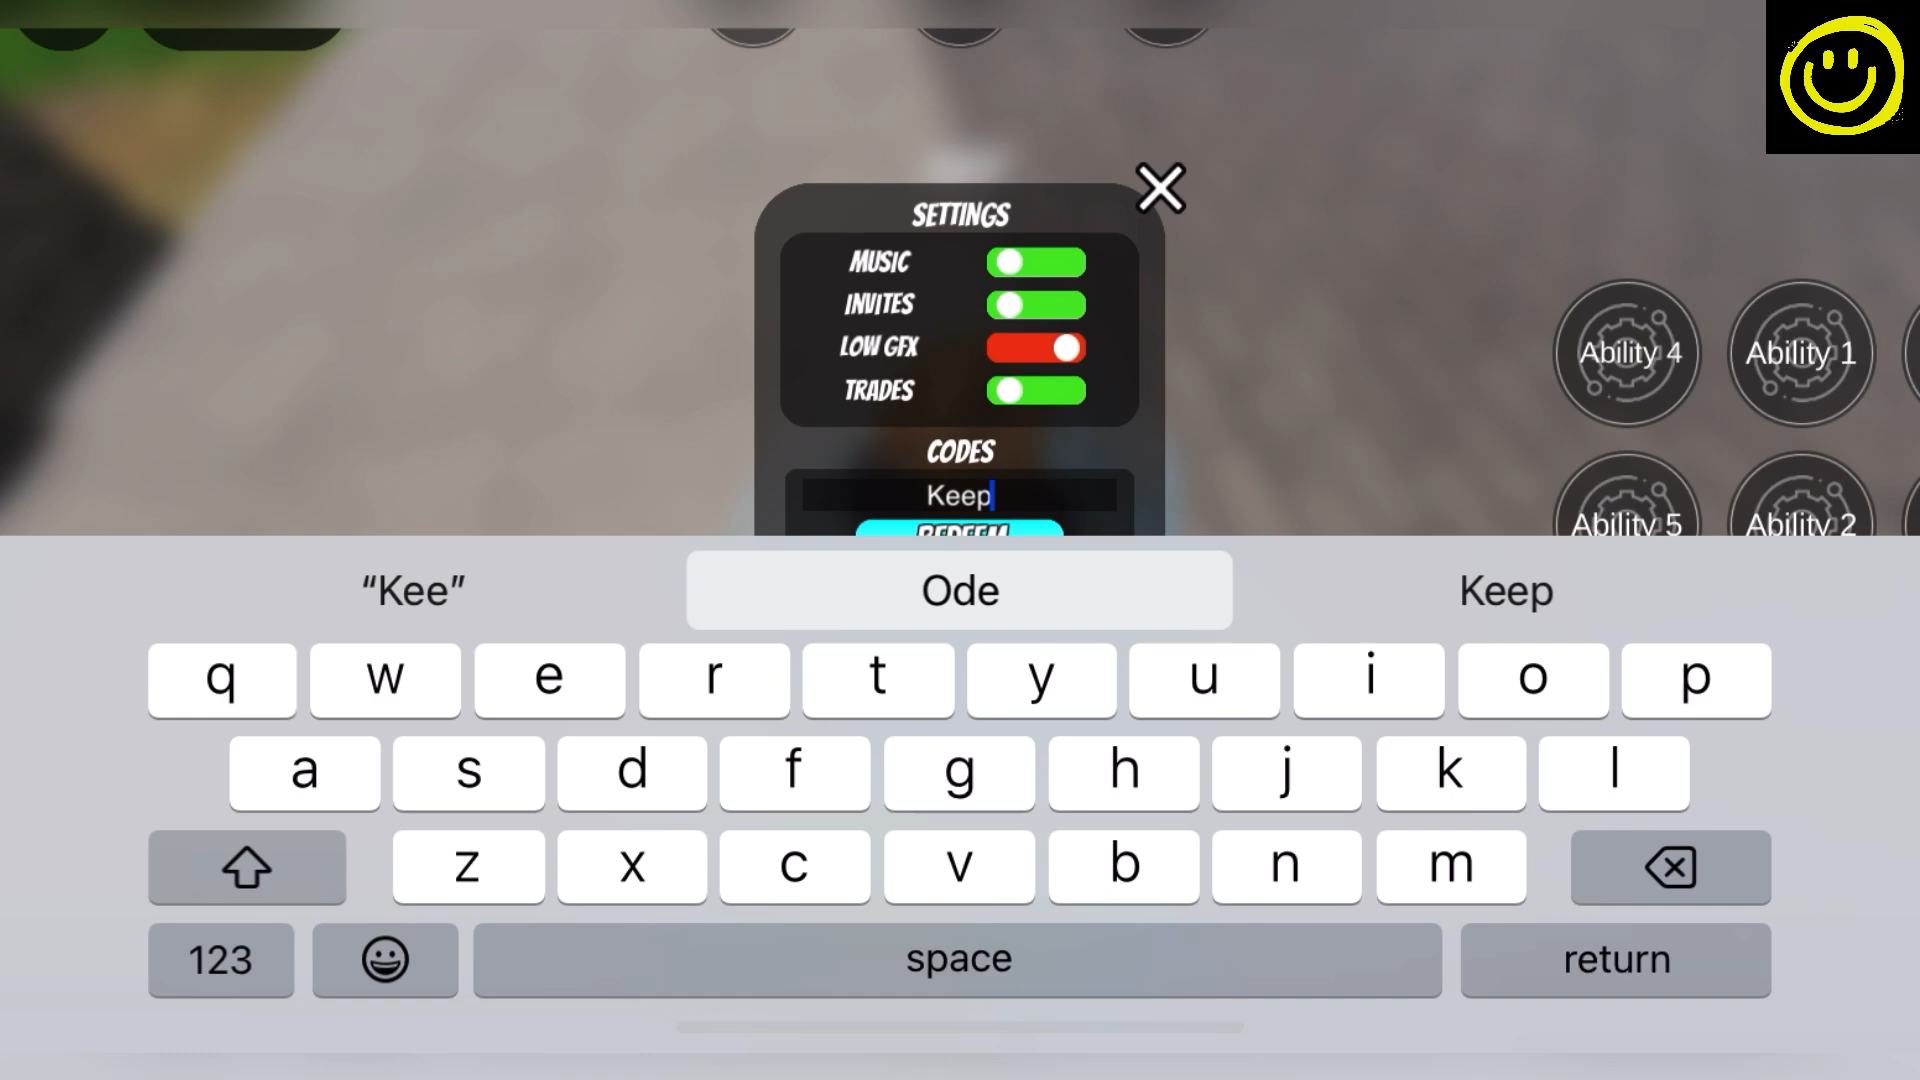 SETTINGS
MUSIC
INVITES
LOW GFX
TRADES
CODES
Keep
REDEEM
Ability 4
Ability 1
Ability 5
Ability 2
“Kee”
Ode
Keep
q w e r t y u i o p
a s d f g h j k l
z x c v b n m
123
space
return